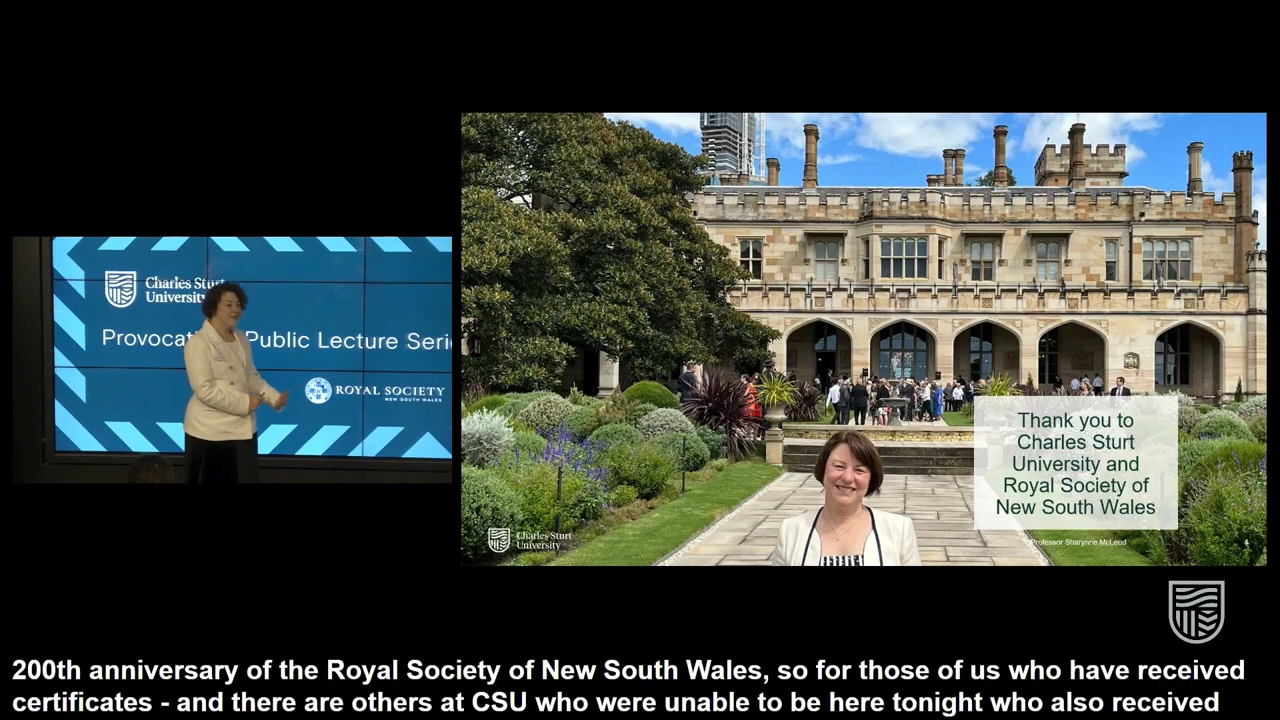 Charles Sturt
University
Provocat Public Lecture Seri
ROYAL SOCIETY
NEW SOUTH WALES
Thank you to
Charles Sturt
University and
Royal Society of
New South Wales
©Professor Sharynne McLeod
Charles Sturt
University
200th anniversary of the Royal Society of New South Wales, so for those of us who have received
certificates - and there are others at CSU who were unable to be here tonight who also received